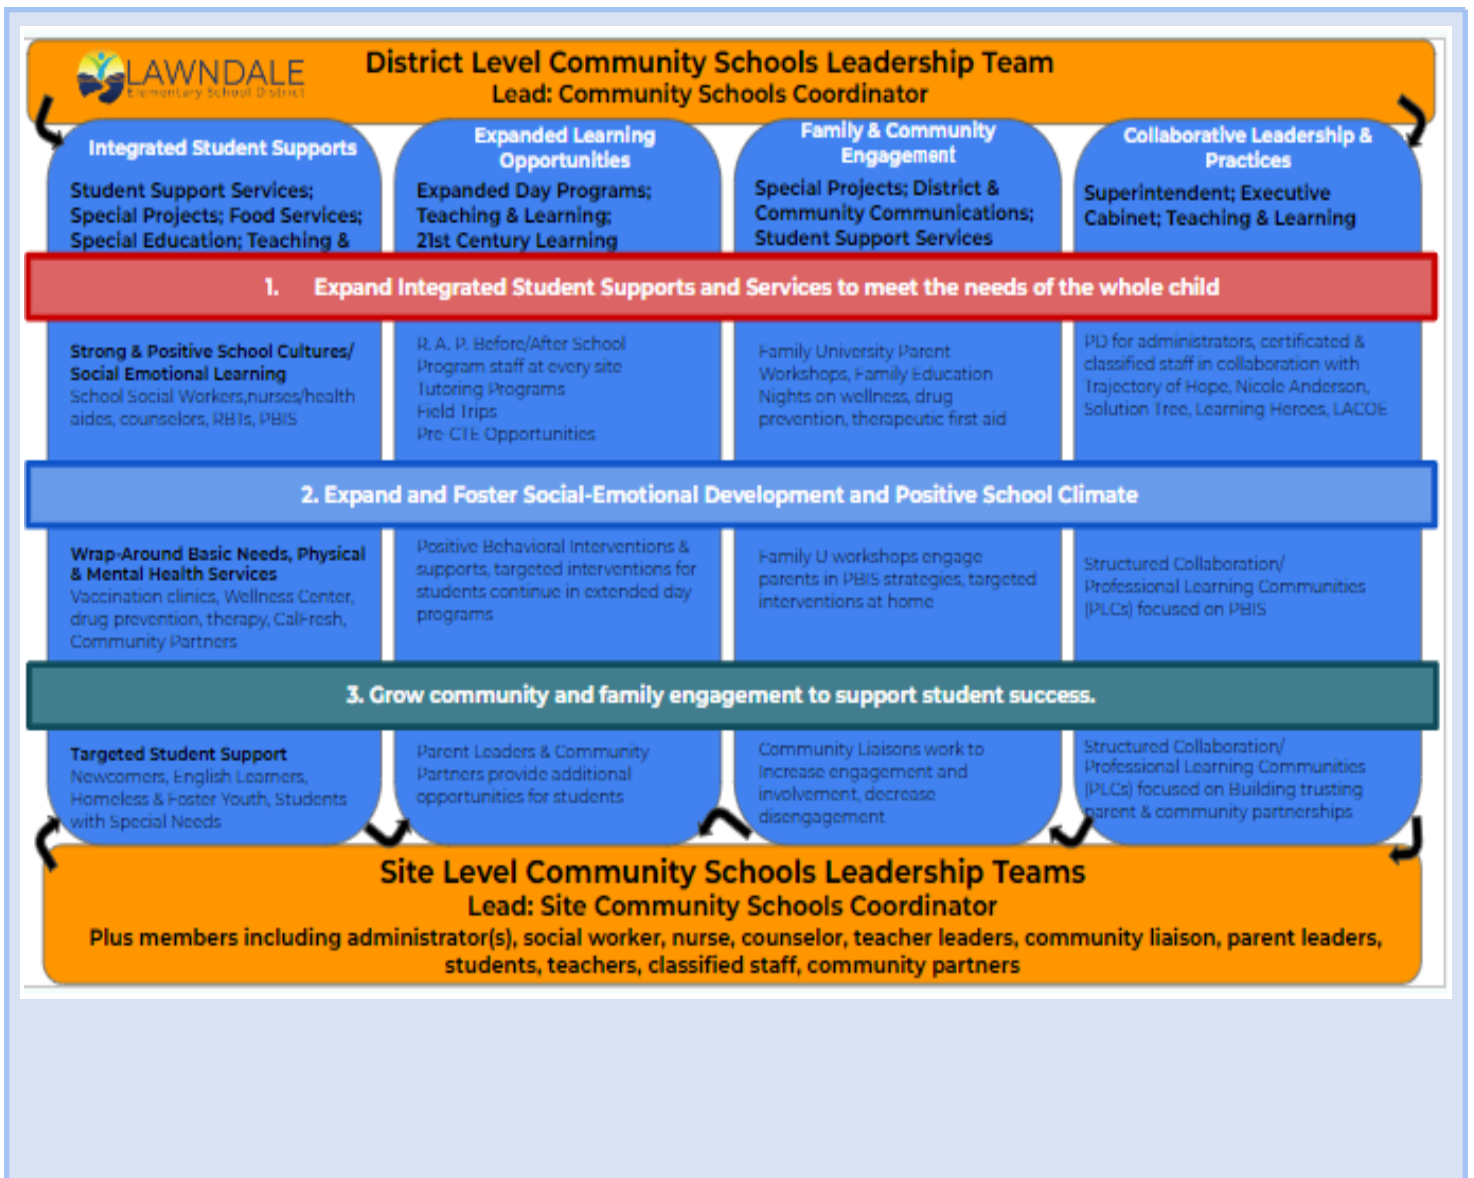 LAWNDALE
Elementary School District
District Level Community Schools Leadership Team
Lead: Community Schools Coordinator
Integrated Student Supports
Student Support Services;
Special Projects; Food Services;
Special Education; Teaching &
Expanded Learning
Opportunities
Expanded Day Programs;
Teaching & Learning;
21st Century Learning
Family & Community
Engagement
Special Projects; District &
Community Communications;
Student Support Services
Collaborative Leadership &
Practices
Superintendent; Executive
Cabinet; Teaching & Learning
1. Expand Integrated Student Supports and Services to meet the needs of the whole child
Strong & Positive School Cultures/
Social Emotional Learning
School Social Workers,nurses/health
aides, counselors, RBTs, PBIS
R. A. P. Before/After School
Program staff at every site
Tutoring Programs
Field Trips
Pre-CTE Opportunities
Family University Parent
Workshops, Family Education
Nights on wellness, drug
prevention, therapeutic first aid
PD for administrators, certificated &
classified staff in collaboration with
Trajectory of Hope, Nicole Anderson,
Solution Tree, Learning Heroes, LACOE
2. Expand and Foster Social-Emotional Development and Positive School Climate
Wrap-Around Basic Needs, Physical
& Mental Health Services
Vaccination clinics, Wellness Center,
drug prevention, therapy, CalFresh,
Community Partners
Positive Behavioral Interventions &
supports, targeted interventions for
students continue in extended day
programs
Family U workshops engage
parents in PBIS strategies, targeted
interventions at home
Structured Collaboration/
Professional Learning Communities
(PLCs) focused on PBIS
3. Grow community and family engagement to support student success.
Targeted Student Support
Newcomers, English Learners,
Homeless & Foster Youth, Students
with Special Needs
Parent Leaders & Community
Partners provide additional
opportunities for students
Community Liaisons work to
Increase engagement and
involvement, decrease
disengagement
Structured Collaboration/
Professional Learning Communities
(PLCs) focused on Building trusting
parent & community partnerships
Site Level Community Schools Leadership Teams
Lead: Site Community Schools Coordinator
Plus members including administrator(s), social worker, nurse, counselor, teacher leaders, community liaison, parent leaders,
students, teachers, classified staff, community partners